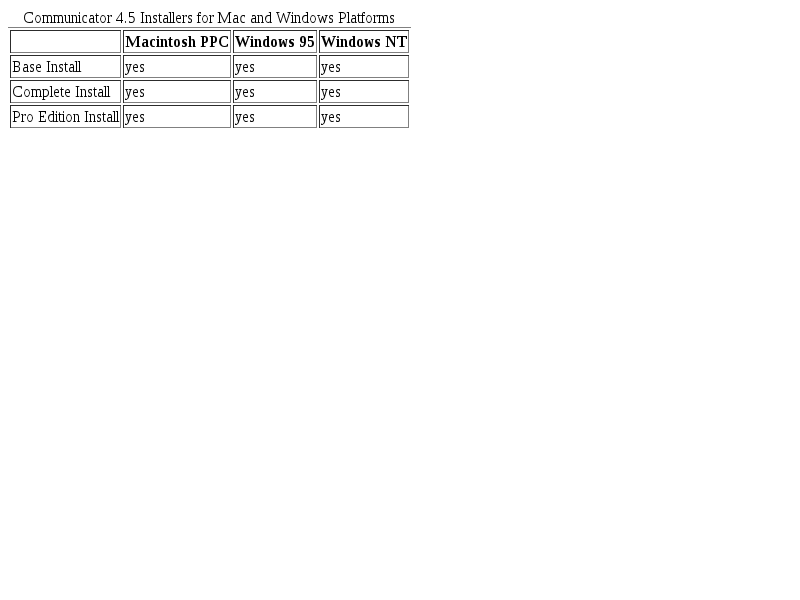 Communicator 4.5 Installers for Mac and Windows Platforms
Macintosh PPC Windows 95 Windows NT
Base Install yes yes yes
Complete Install yes yes yes
Pro Edition Install yes yes yes